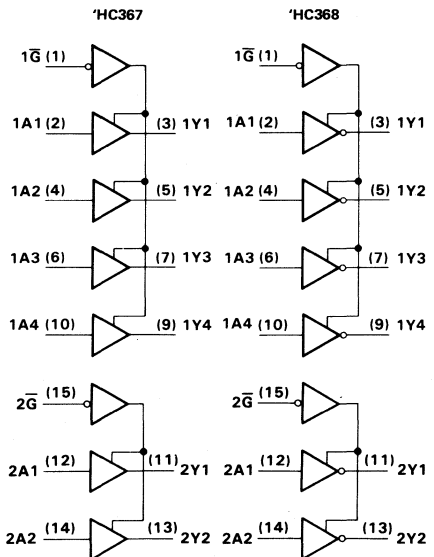 'HC367 'HC368
1G̅ (1) 1G̅ (1)
1A1 (2) (3) 1Y1 1A1 (2) (3) 1Y1
1A2 (4) (5) 1Y2 1A2 (4) (5) 1Y2
1A3 (6) (7) 1Y3 1A3 (6) (7) 1Y3
1A4 (10) (9) 1Y4 1A4 (10) (9) 1Y4
2G̅ (15) 2G̅ (15)
2A1 (12) (11) 2Y1 2A1 (12) (11) 2Y1
2A2 (14) (13) 2Y2 2A2 (14) (13) 2Y2